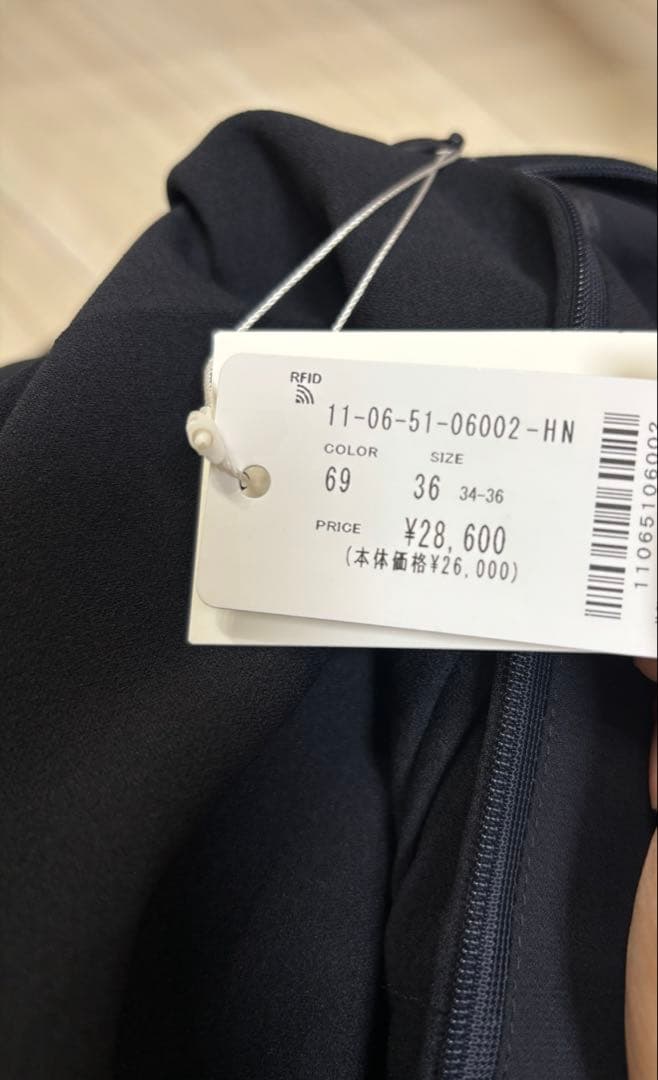 RFID
11-06-51-06002-HN
COLOR SIZE
69 36 34-36
PRICE ¥28,600
(本体価格¥26,000)
11065106002